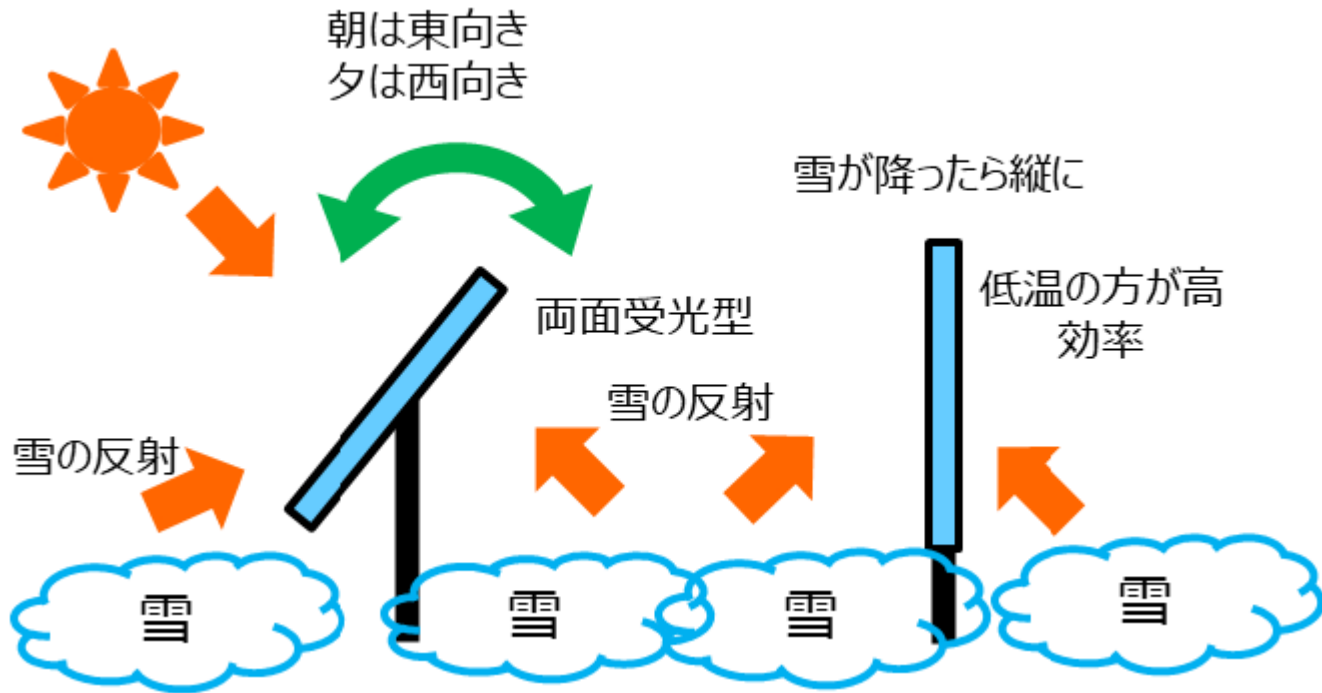 朝は東向き
夕は西向き
雪が降ったら縦に
両面受光型
低温の方が高
効率
雪の反射
雪の反射
雪
雪
雪
雪